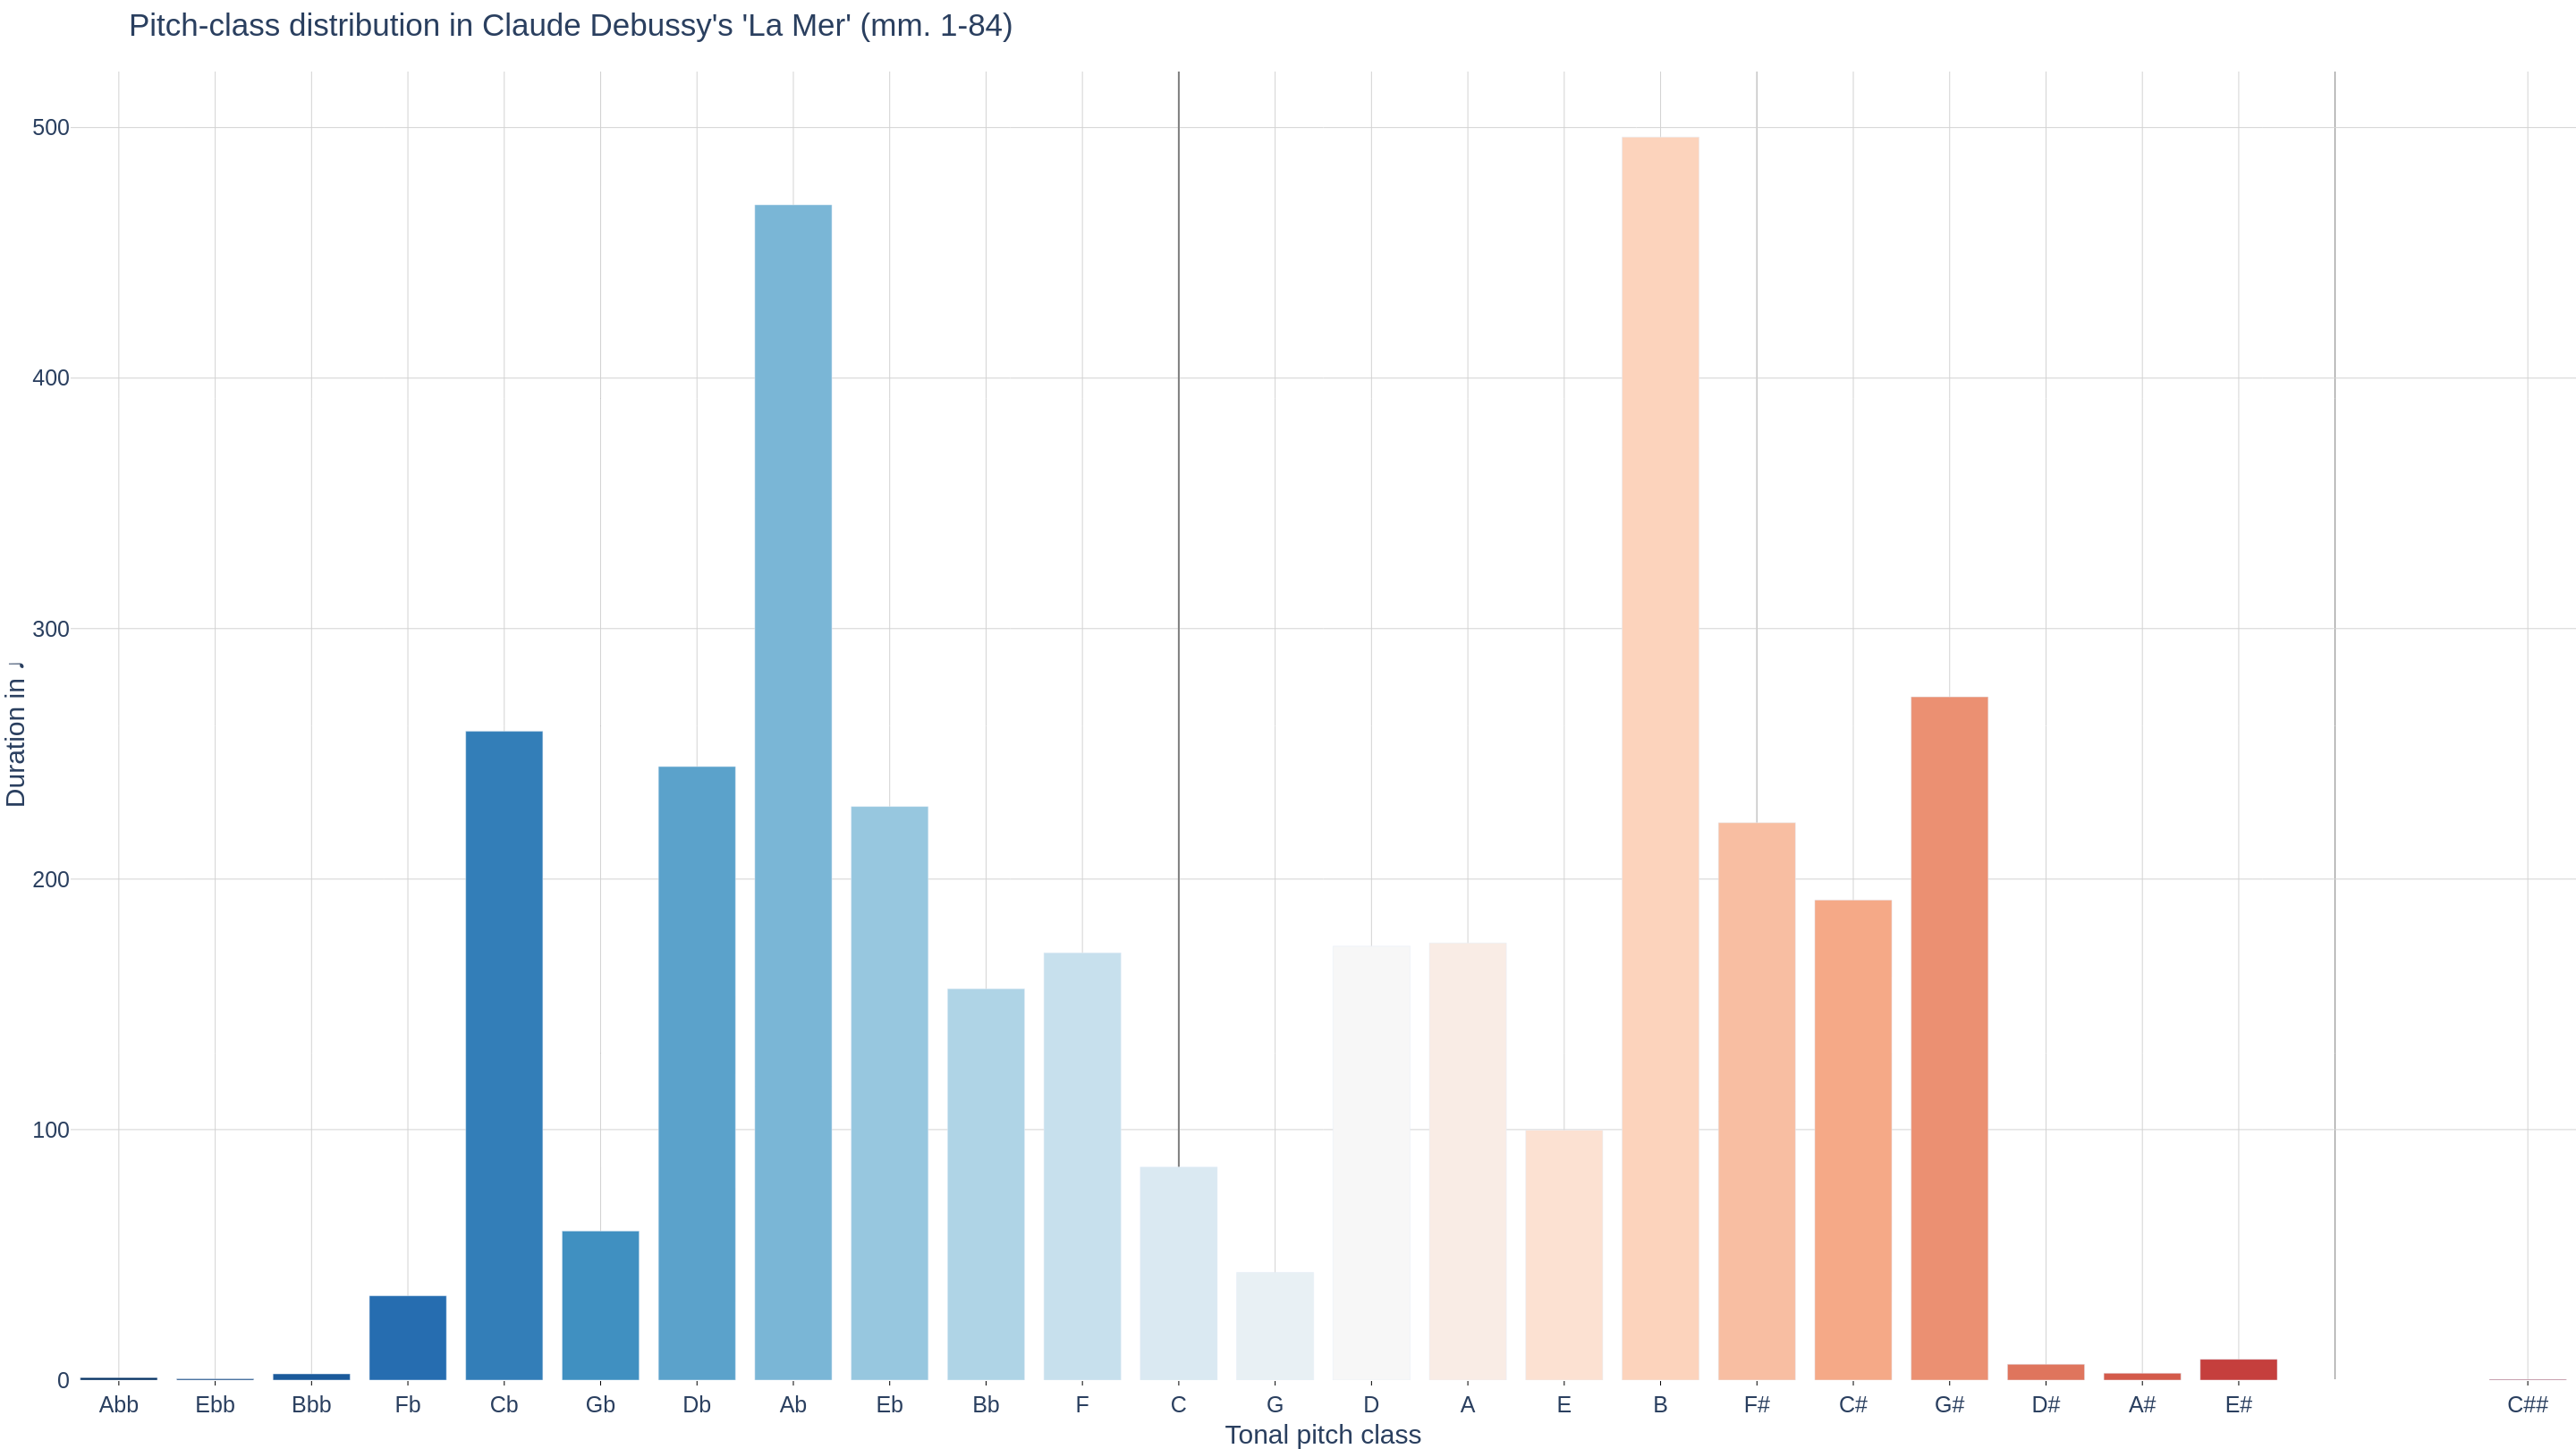 Pitch-class distribution in Claude Debussy's 'La Mer' (mm. 1-84)
500
400
300
200
100
0
Duration in ♩
Abb Ebb Bbb Fb Cb Gb Db Ab Eb Bb F C G D A E B F# C# G# D# A# E# C##
Tonal pitch class